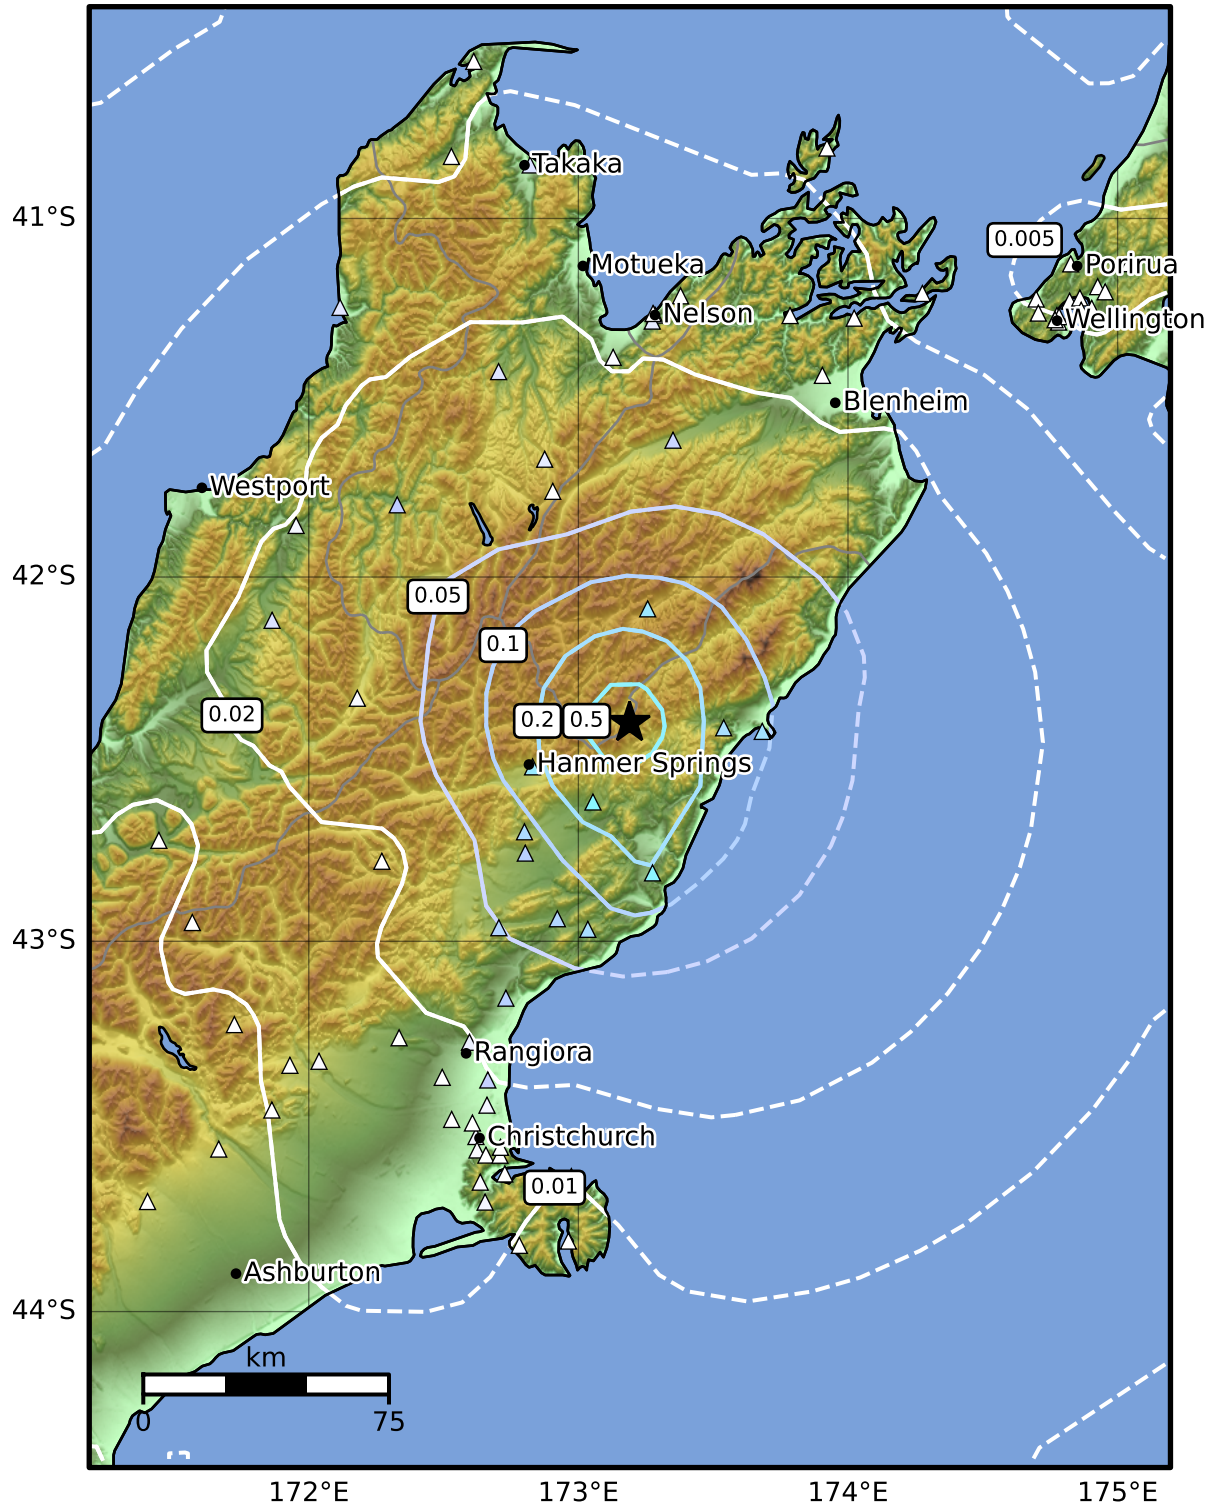 Takaka
41°S
0.005
Motueka
Porirua
Nelson
Wellington
Blenheim
Westport
42°S
0.05
0.1
0.02
0.2
0.5
Hanmer Springs
43°S
Rangiora
Christchurch
0.01
Ashburton
44°S
km
0
75
172°E
173°E
174°E
175°E